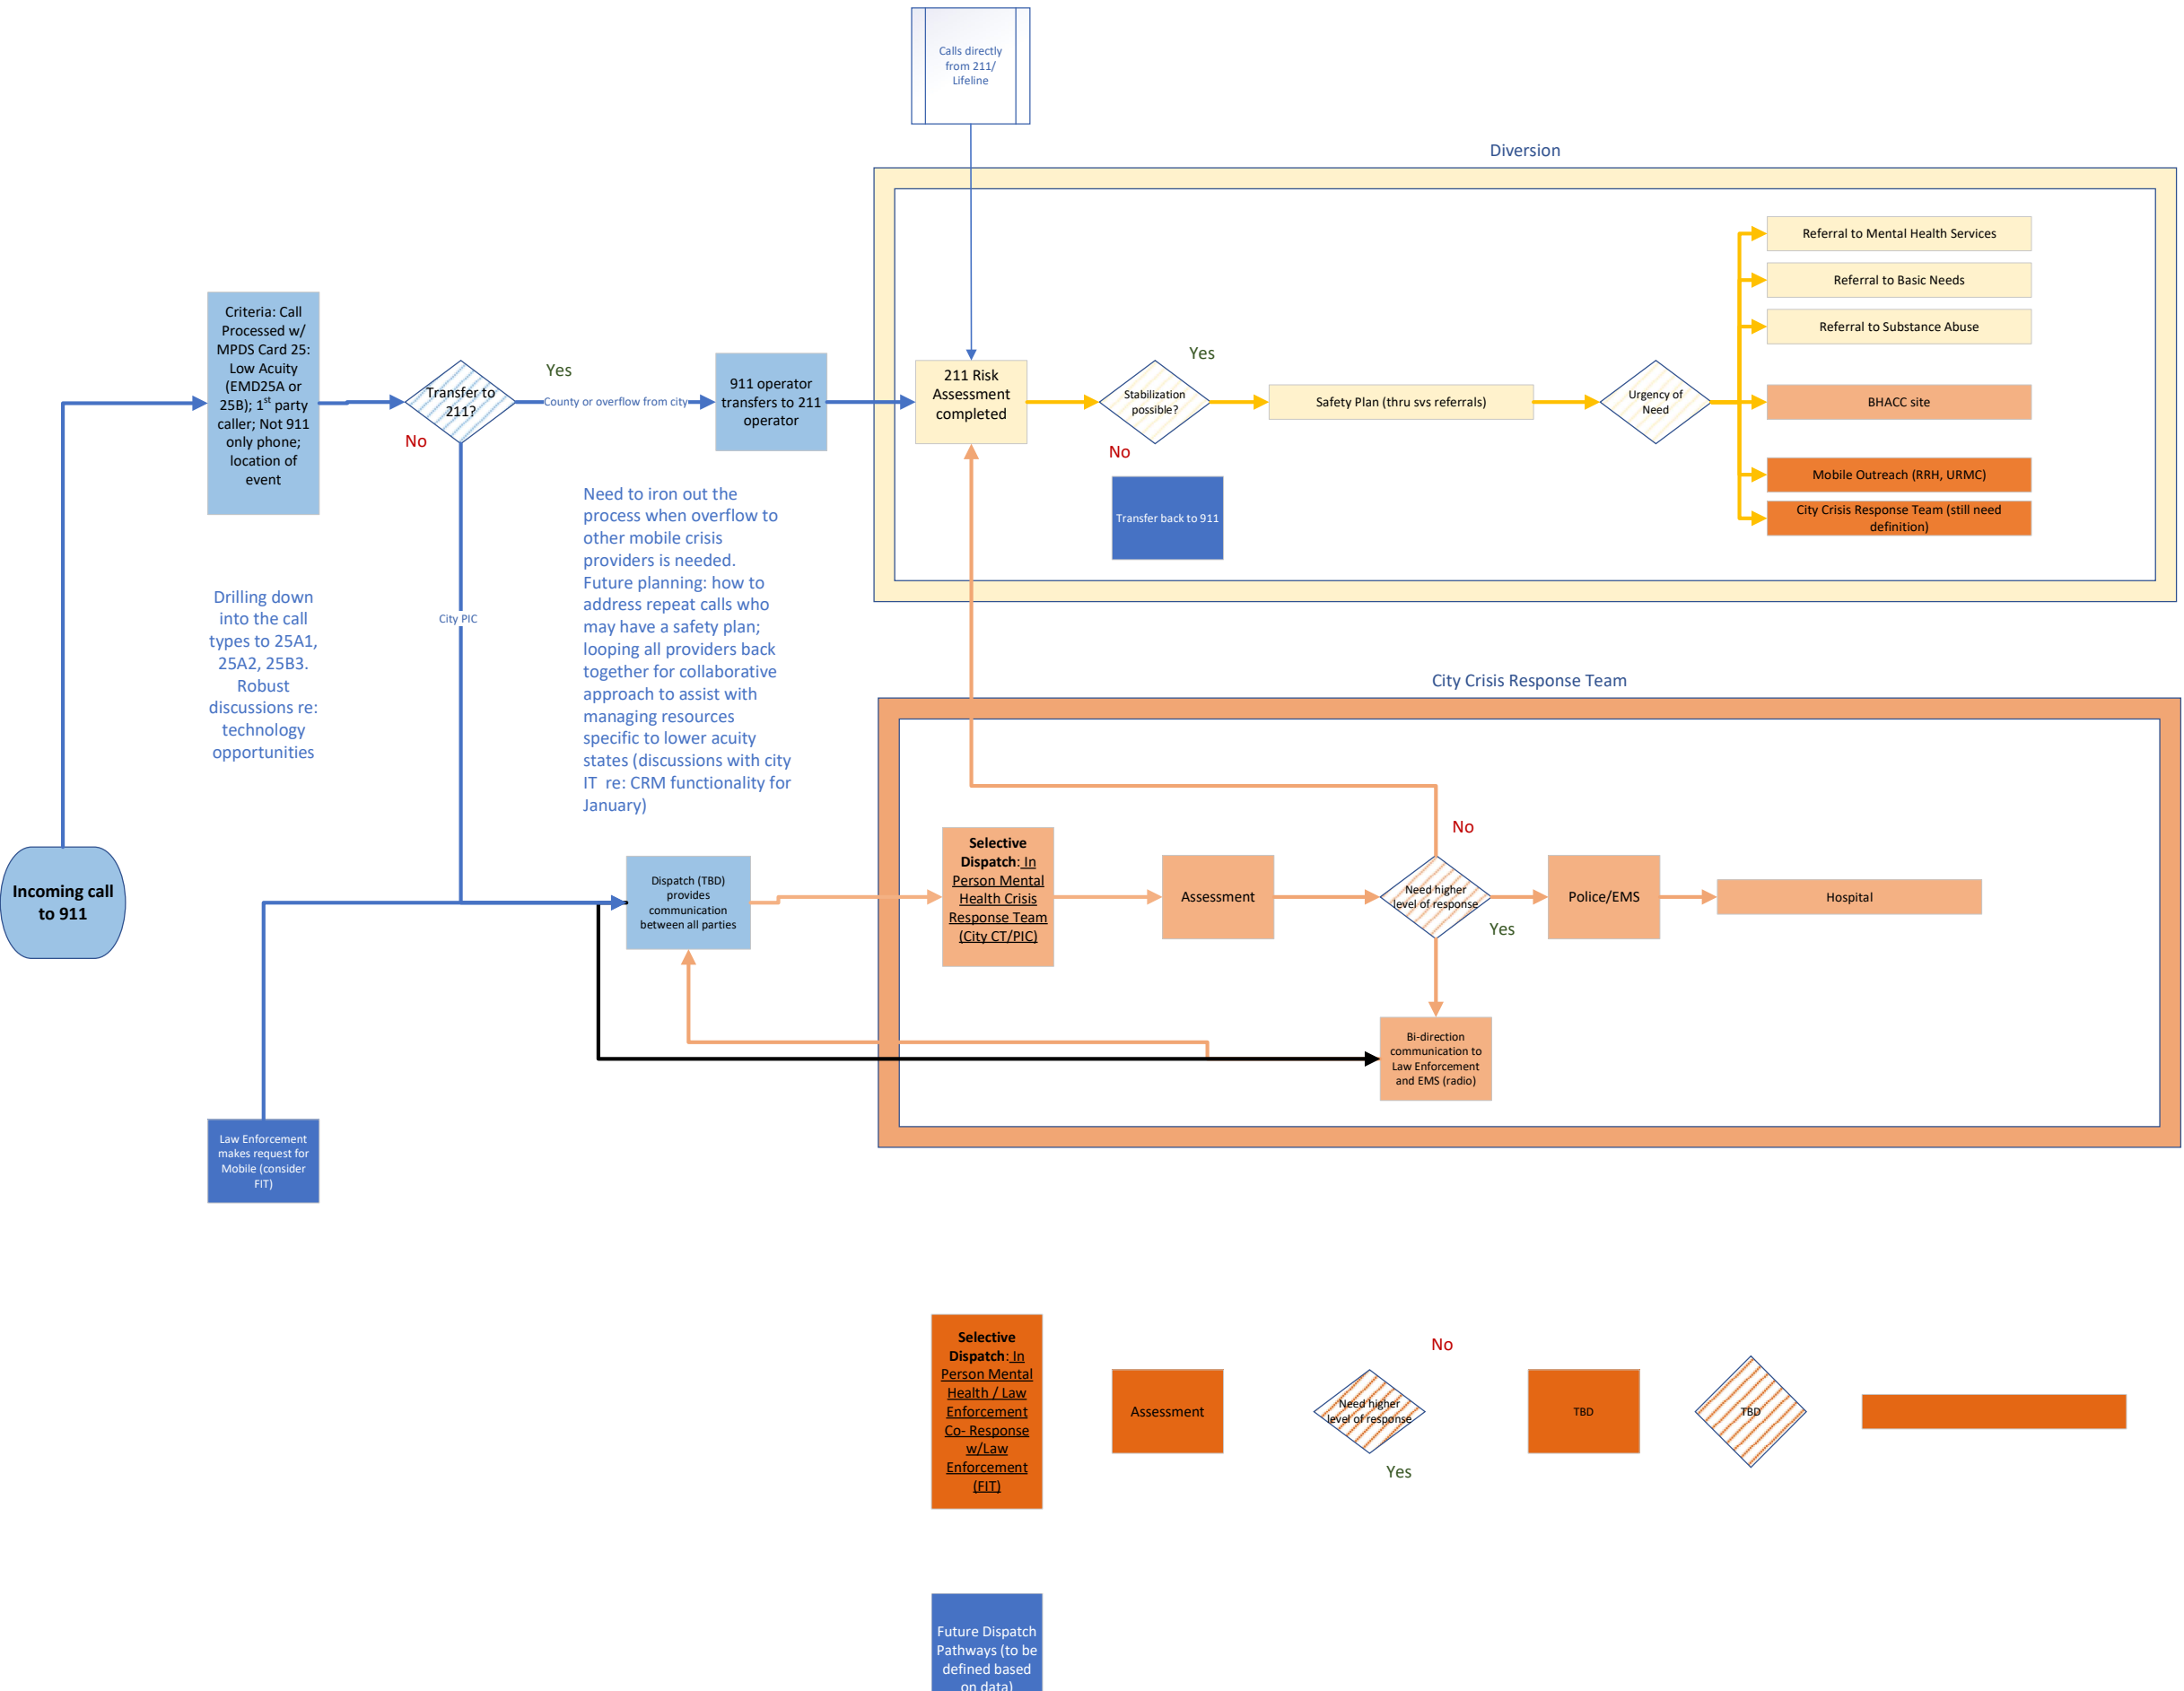 Calls directly
from 211/
Lifeline
Diversion
Referral to Mental Health Services
Referral to Basic Needs
Referral to Substance Abuse
BHACC site
Mobile Outreach (RRH, URMC)
City Crisis Response Team (still need
definition)
Criteria: Call
Processed w/
MPDS Card 25:
Low Acuity
(EMD25A or
25B); 1st party
caller; Not 911
only phone;
location of
event
Transfer to
211?
Yes
No
County or overflow from city
911 operator
transfers to 211
operator
211 Risk
Assessment
completed
Stabilization
possible?
Yes
No
Safety Plan (thru svs referrals)
Urgency of
Need
Transfer back to 911
Need to iron out the
process when overflow to
other mobile crisis
providers is needed.
Future planning: how to
address repeat calls who
may have a safety plan;
looping all providers back
together for collaborative
approach to assist with
managing resources
specific to lower acuity
states (discussions with city
IT re: CRM functionality for
January)
Drilling down
into the call
types to 25A1,
25A2, 25B3.
Robust
discussions re:
technology
opportunities
City PIC
City Crisis Response Team
Incoming call
to 911
Dispatch (TBD)
provides
communication
between all parties
Selective
Dispatch: In
Person Mental
Health Crisis
Response Team
(City CT/PIC)
Assessment
Need higher
level of response
No
Yes
Police/EMS
Hospital
Bi-direction
communication to
Law Enforcement
and EMS (radio)
Law Enforcement
makes request for
Mobile (consider
FIT)
Selective
Dispatch: In
Person Mental
Health / Law
Enforcement
Co- Response
w/Law
Enforcement
(FIT)
Assessment
Need higher
level of response
No
Yes
TBD
TBD
Future Dispatch
Pathways (to be
defined based
on data)